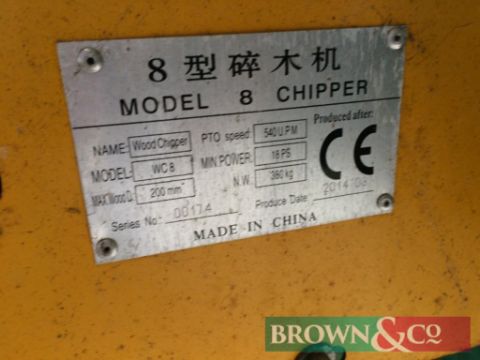 8型碎木机
MODEL 8 CHIPPER
Produced after:
CE
NAME: Wood Chipper PTO speed: 540 U.P.M
MODEL: WC 8 MIN.POWER: 18 PS
MAX Wood D: 200 mm N.W.: 360 kg
Series No: 00174 Produce Date: 2014 06
MADE IN CHINA
BROWN&CO